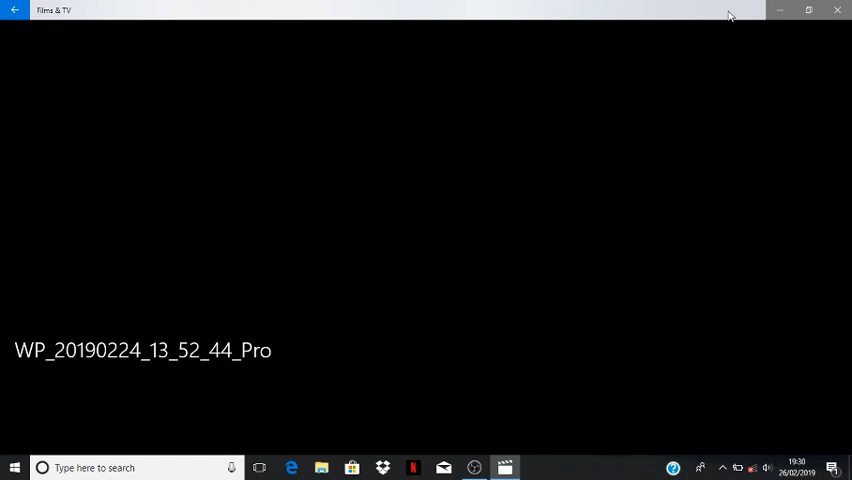 Films & TV
WP_20190224_13_52_44_Pro
Type here to search
19:30
26/02/2019